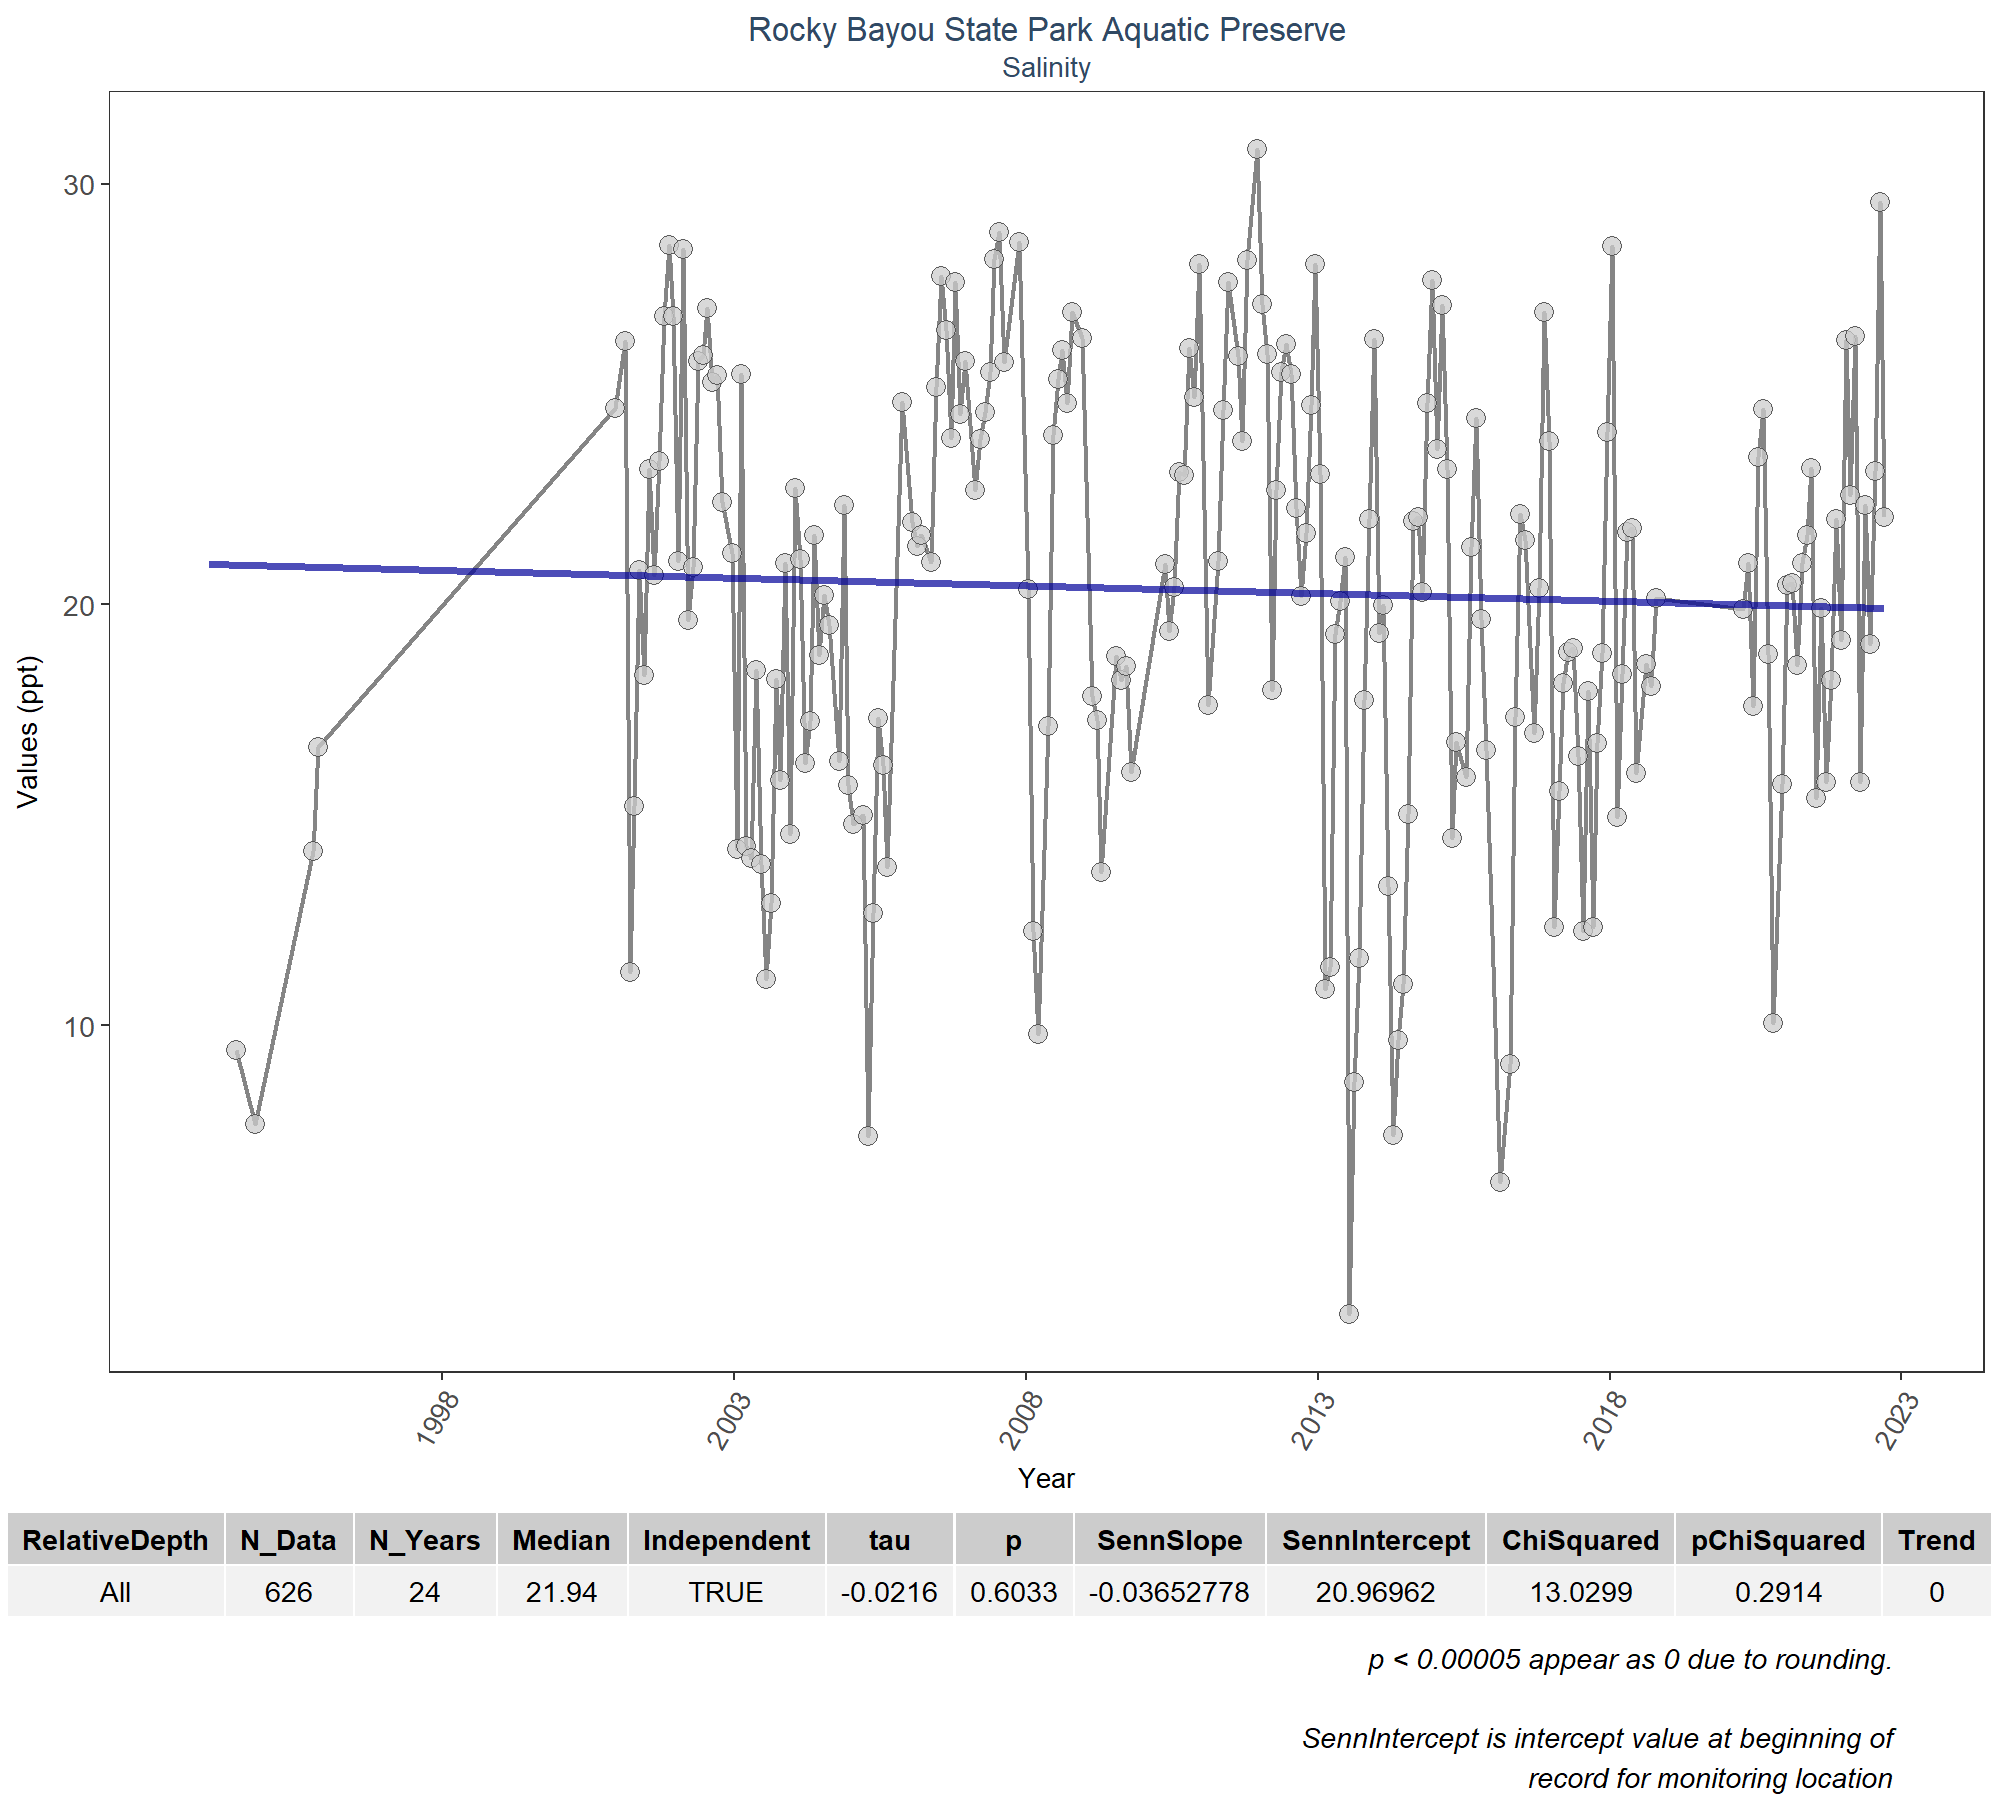 Rocky Bayou State Park Aquatic Preserve
Salinity
30
20
10
Values (ppt)
1998
2003
2008
2013
2018
2023
Year
RelativeDepth N_Data N_Years Median Independent tau p SennSlope SennIntercept ChiSquared pChiSquared Trend
All 626 24 21.94 TRUE -0.0216 0.6033 -0.03652778 20.96962 13.0299 0.2914 0
p < 0.00005 appear as 0 due to rounding.
SennIntercept is intercept value at beginning of
record for monitoring location